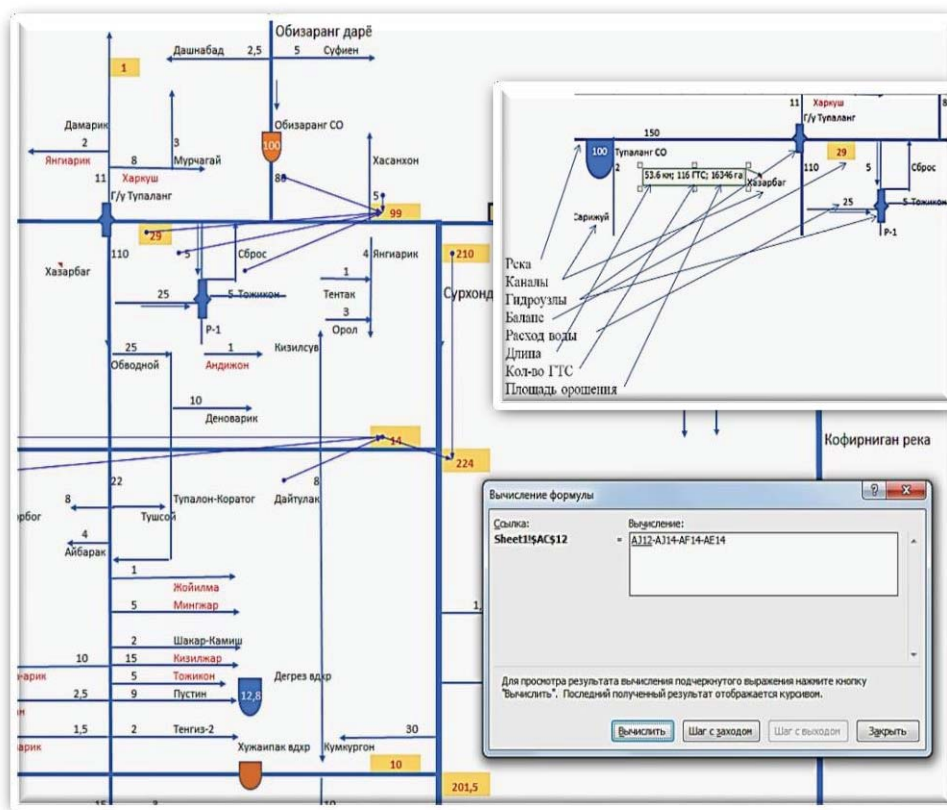 Обизаранг дарё
Дашнабад
2,5
5
Суфиен
1
Дамарик
2
Янгиарик
3
8
Мурчагай
Харкуш
11
Г/у Тупаланг
Обизаранг СО
100
Хасанхон
5
99
29
110
Хазарбаг
5
Сброс
25
5
Тожикон
Р-1
4
Янгиарик
1
Тентак
3
Орол
210
Сурхонд
25
Обводной
1
Андижон
Кизилсув
10
Деноварик
14
224
22
8
Тупалон-Коратог
Дайтулак
8
Тушсой
рбог
4
Айбарак
1
Жойилма
5
Мингжар
2
Шакар-Камиш
10
15
Кизилжар
-арик
5
Тожикон
Дегрез вдхр
2,5
9
Пустин
12,8
ан
1,5
2
Тенгиз-2
арик
Хужаипак вдхр
Кумкургон
30
10
201,5
15
10
1,
Кофирниган река
150
11
Харкуш
Г/у Тупаланг
100
Тупаланг СО
2
53.6 км; 116 ГТС; 16346 га
Хазарбаг
110
29
5
Сброс
25
5
Тожикон
Р-1
Сарижуй
Река
Каналы
Гидроузлы
Баланс
Расход воды
Длина
Кол-во ГТС
Площадь орошения
Вычисление формулы
Ссылка:
Вычисление:
Sheet1!$AC$12
=
AJ12-AJ14-AF14-AE14
Для просмотра результата вычисления подчеркнутого выражения нажмите кнопку
"Вычислить". Последний полученный результат отображается курсивом.
Вычислить
Шаг с заходом
Шаг с выходом
Закрыть